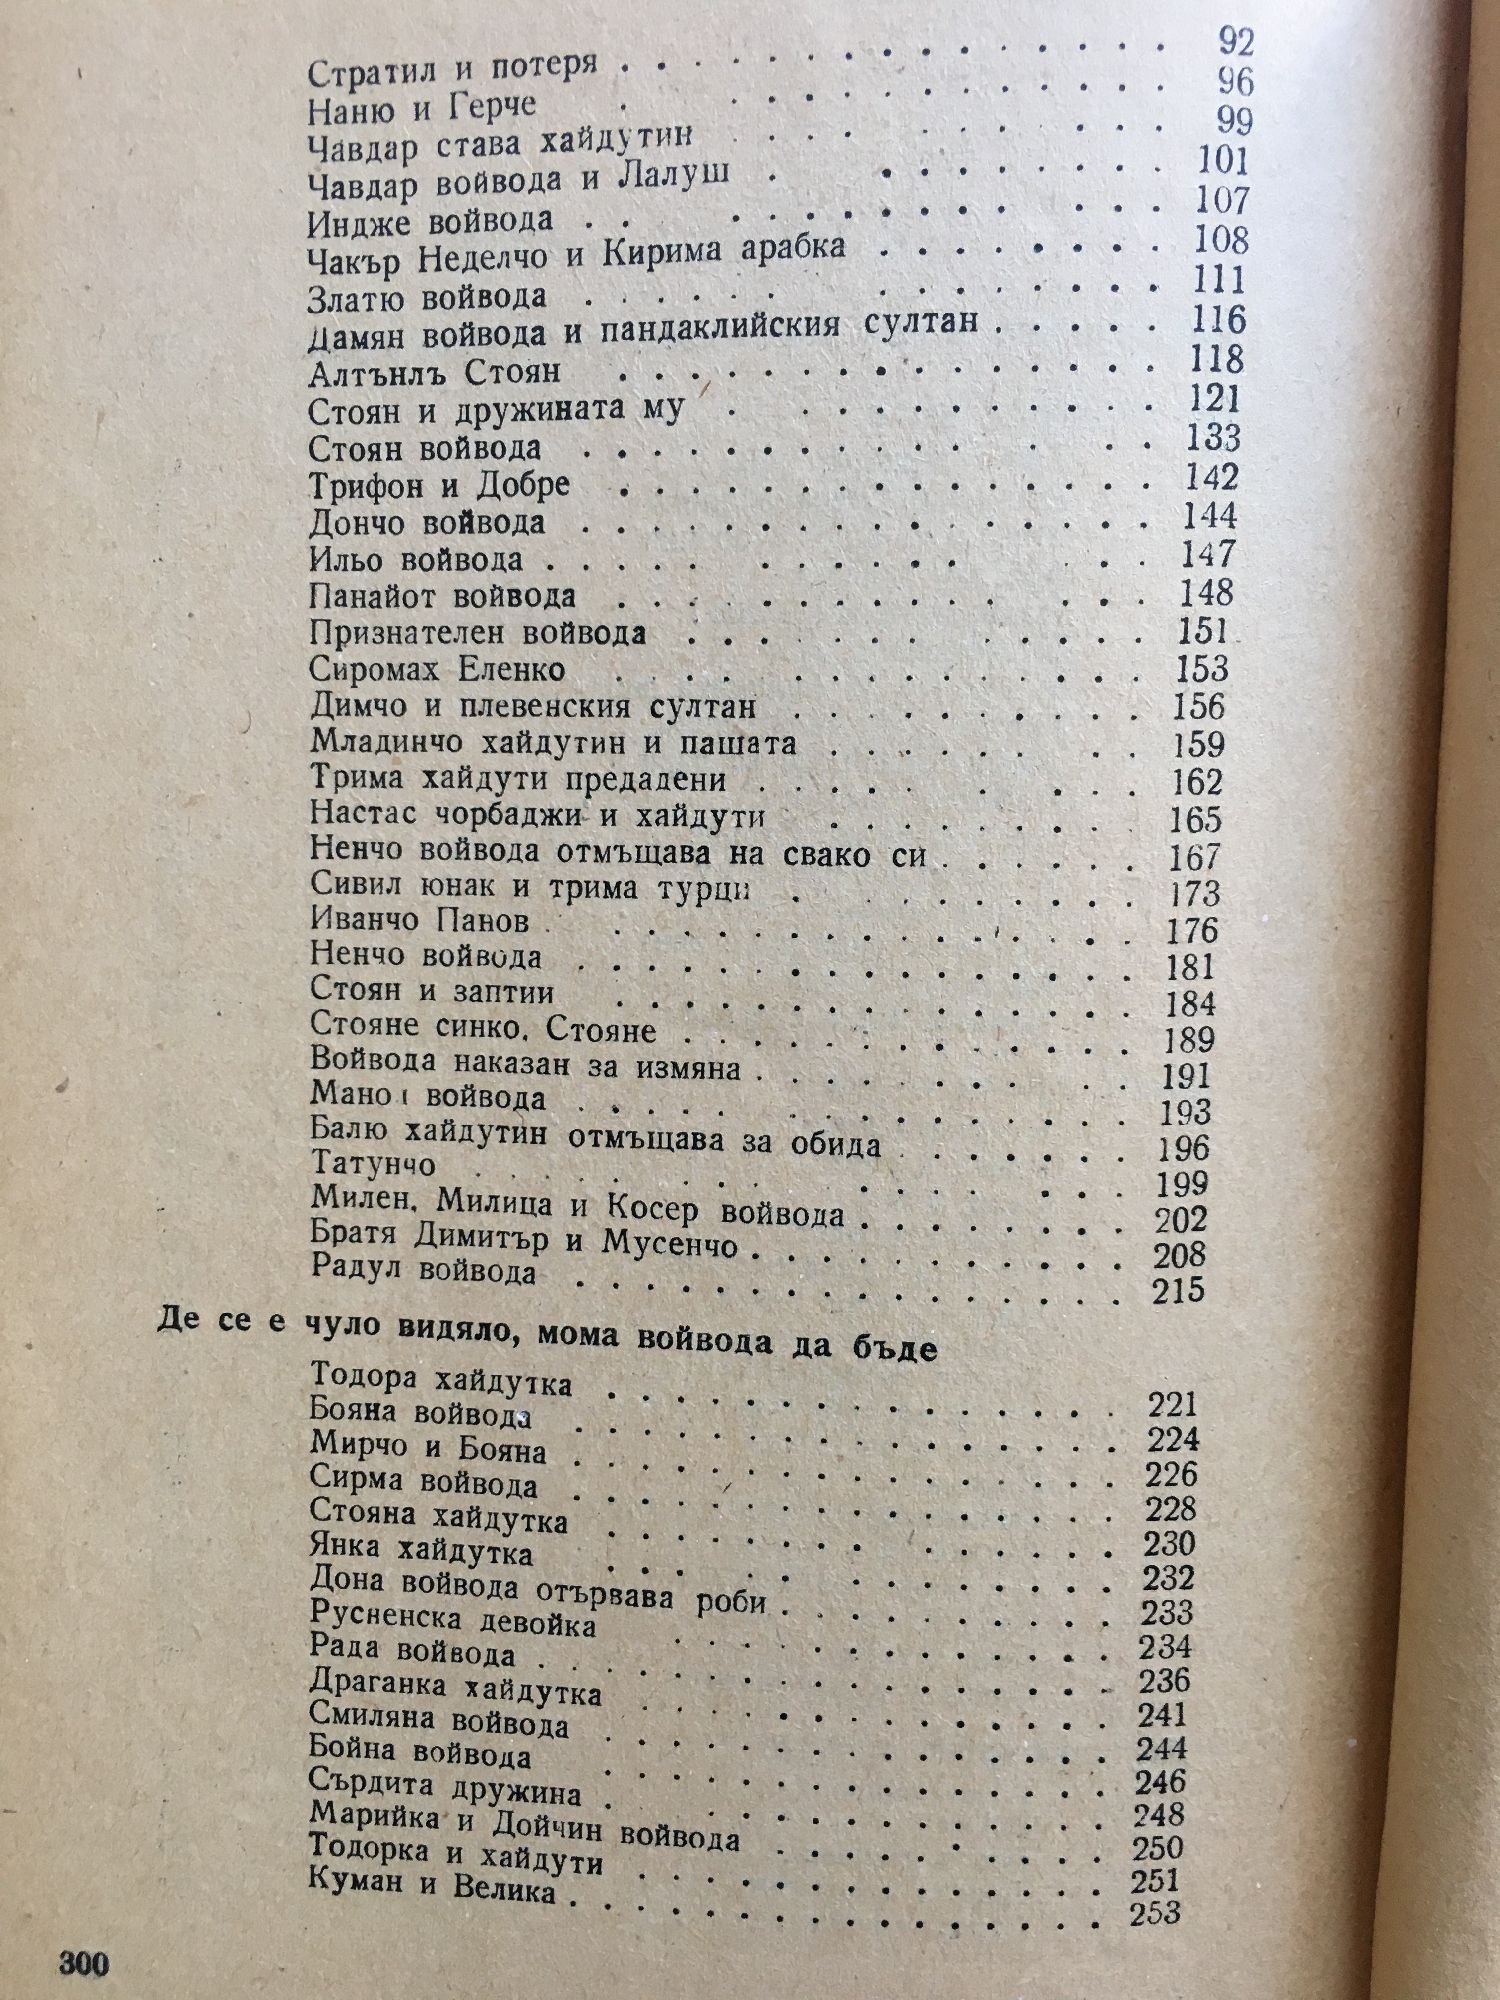 Стратил и потеря . . . . . . . . . . 92
Наню и Герче . . . . . . . . . . 96
Чавдар става хайдутин . . . . . . . . 99
Чавдар войвода и Лалуш . . . . . . . . 101
Индже войвода . . . . . . . . . . 107
Чакър Неделчо и Кирима арабка . . . . . . . . 108
Златю войвода . . . . . . . . . . 111
Дамян войвода и пандаклийския султан . . . . . 116
Алтънлъ Стоян . . . . . . . . . . 118
Стоян и дружината му . . . . . . . . . . 121
Стоян войвода . . . . . . . . . . 133
Трифон и Добре . . . . . . . . . . 142
Дончо войвода . . . . . . . . . . 144
Ильо войвода . . . . . . . . . . 147
Панайот войвода . . . . . . . . . . 148
Признателен войвода . . . . . . . . . . 151
Сиромах Еленко . . . . . . . . . . 153
Димчо и плевенския султан . . . . . . . . . . 156
Младинчо хайдутин и пашата . . . . . . . . 159
Трима хайдути предадени . . . . . . . . 162
Настас чорбаджи и хайдути . . . . . . . . 165
Ненчо войвода отмъщава на свако си . . . . . . 167
Сивил юнак и трима турци . . . . . . . . 173
Иванчо Панов . . . . . . . . . . 176
Ненчо войвода . . . . . . . . . . 181
Стоян и заптии . . . . . . . . . . 184
Стояне синко, Стояне . . . . . . . . . . 189
Войвода наказан за измяна . . . . . . . . 191
Манол войвода . . . . . . . . . . 193
Балю хайдутин отмъщава за обида . . . . . . . 196
Татунчо . . . . . . . . . . 199
Милен, Милица и Косер войвода . . . . . . . . 202
Братя Димитър и Мусенчо . . . . . . . . . . 208
Радул войвода . . . . . . . . . . 215
Де се е чуло видяло, мома войвода да бъде
Тодора хайдутка . . . . . . . . . . 221
Бояна войвода . . . . . . . . . . 224
Мирчо и Бояна . . . . . . . . . . 226
Сирма войвода . . . . . . . . . . 228
Стояна хайдутка . . . . . . . . . . 230
Янка хайдутка . . . . . . . . . . 232
Дона войвода отървава роби . . . . . . . . . . 233
Русненска девойка . . . . . . . . . . 234
Рада войвода . . . . . . . . . . 236
Драганка хайдутка . . . . . . . . . . 241
Смиляна войвода . . . . . . . . . . 244
Бойна войвода . . . . . . . . . . 246
Сърдита дружина . . . . . . . . . . 248
Марийка и Дойчин войвода . . . . . . . . . . 250
Тодорка и хайдути . . . . . . . . . . 251
Куман и Велика . . . . . . . . . . 253
300